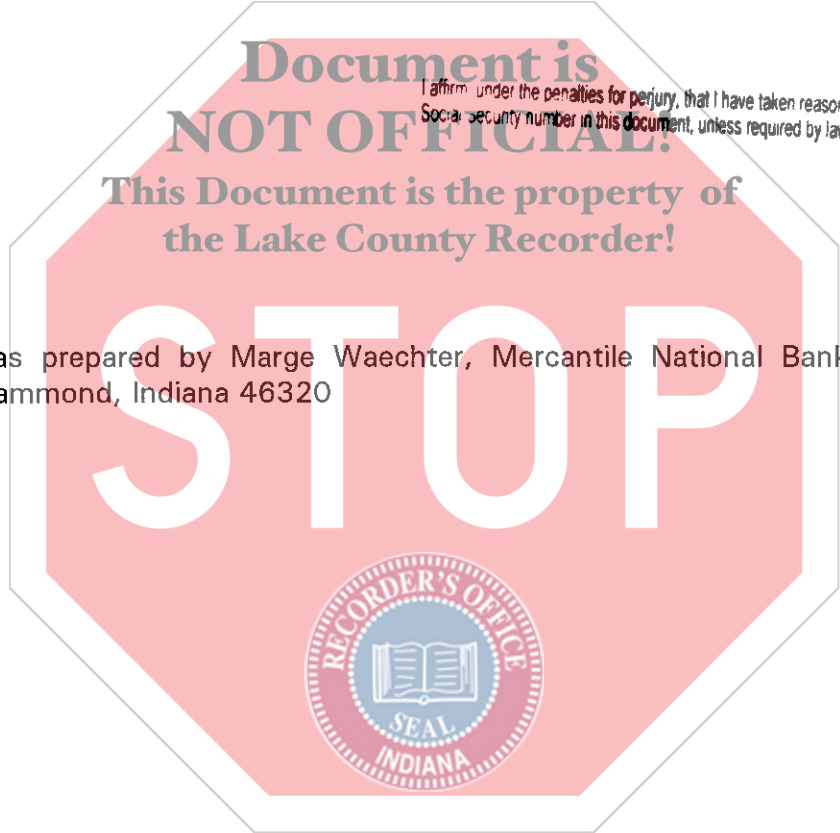 Document is
I affirm under the penalties for perjury, that I have taken reaso
NOT OFFICIAL!
Social Security number in this document, unless required by la
This Document is the property of
the Lake County Recorder!
as prepared by Marge Waechter, Mercantile National Bank
ammond, Indiana 46320
STOP
RECORDER'S OFFICE
SEAL
INDIANA